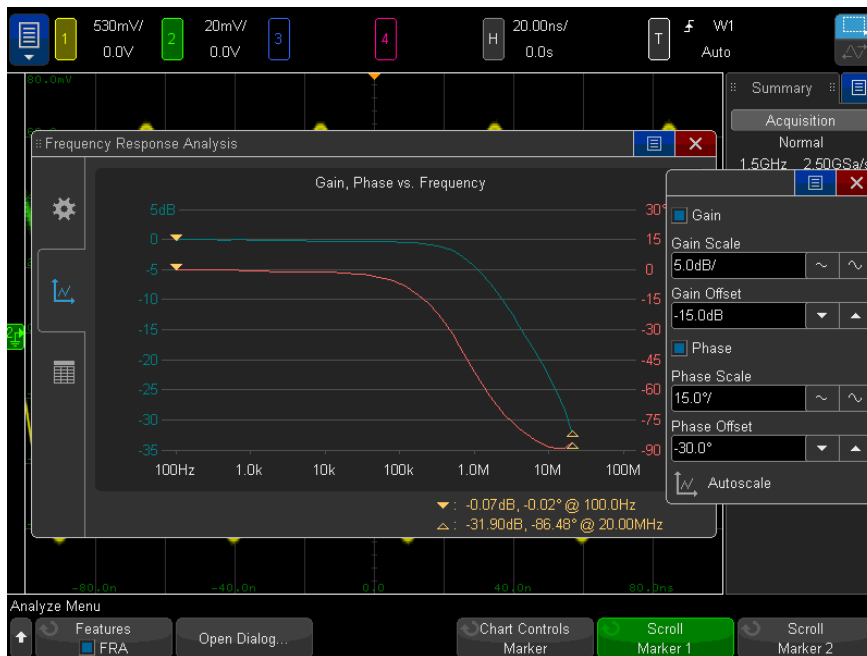 1 530mV/ 0.0V 2 20mV/ 0.0V 3 4 H 20.00ns/ 0.0s T W1 Auto
80.0mV
Summary
Acquisition
Normal
1.5GHz 2.50GSa/s
Frequency Response Analysis
Gain, Phase vs. Frequency
5dB 30°
0 15
-5 0
-10 -15
-15 -30
-20 -45
-25 -60
-30 -75
-35 -90
100Hz 1.0k 10k 100k 1.0M 10M 100M
: -0.07dB, -0.02° @ 100.0Hz
: -31.90dB, -86.48° @ 20.00MHz
Gain
Gain Scale
5.0dB/
Gain Offset
-15.0dB
Phase
Phase Scale
15.0°/
Phase Offset
-30.0°
Autoscale
2
-80.0n -40.0n 0.0 40.0n 80.0ns
Analyze Menu
Features
FRA
Open Dialog...
Chart Controls
Marker
Scroll
Marker 1
Scroll
Marker 2